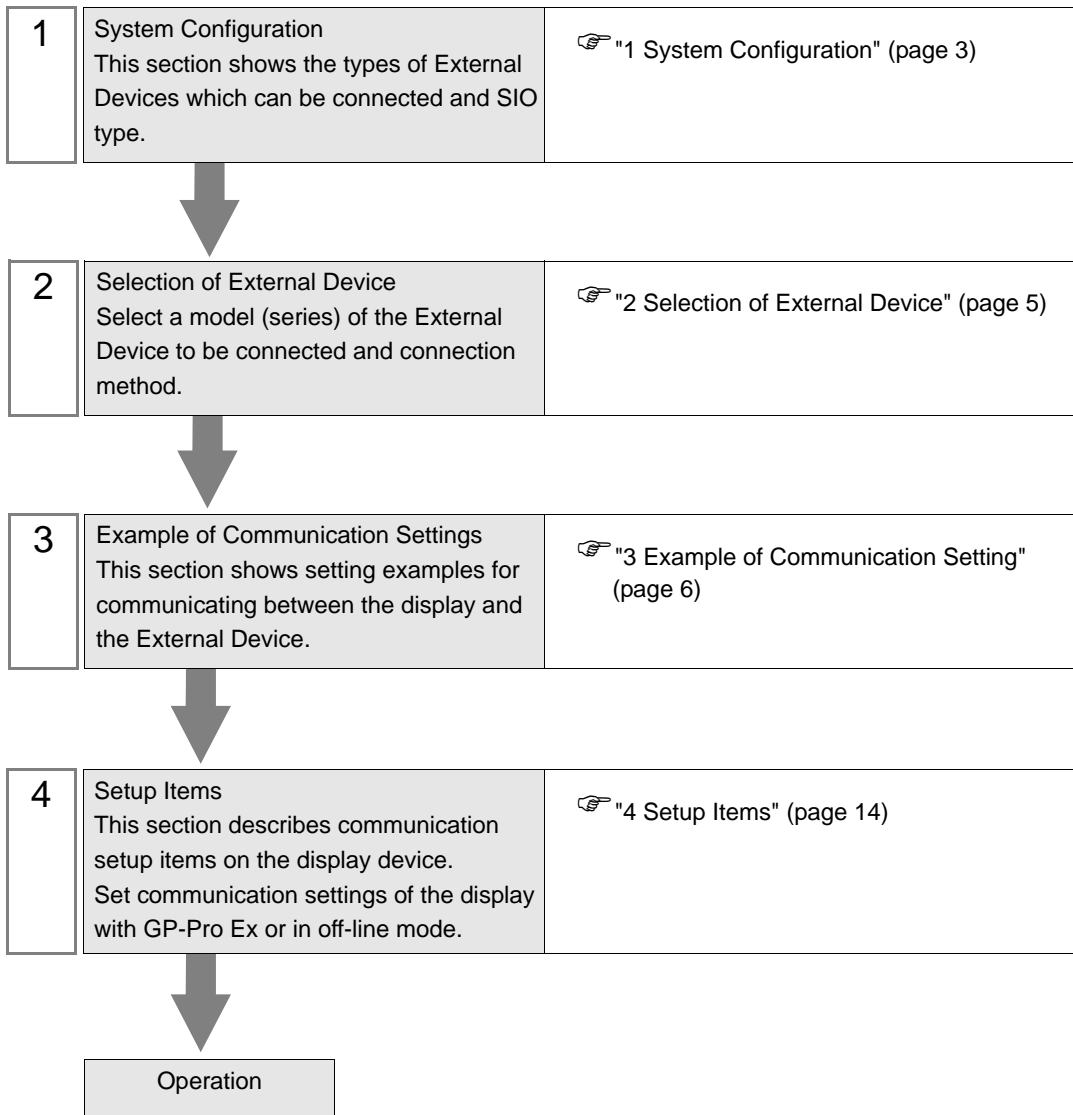 1
System Configuration
This section shows the types of External
Devices which can be connected and SIO
type.
"1 System Configuration" (page 3)
2
Selection of External Device
Select a model (series) of the External
Device to be connected and connection
method.
"2 Selection of External Device" (page 5)
3
Example of Communication Settings
This section shows setting examples for
communicating between the display and
the External Device.
"3 Example of Communication Setting"
(page 6)
4
Setup Items
This section describes communication
setup items on the display device.
Set communication settings of the display
with GP-Pro Ex or in off-line mode.
"4 Setup Items" (page 14)
Operation